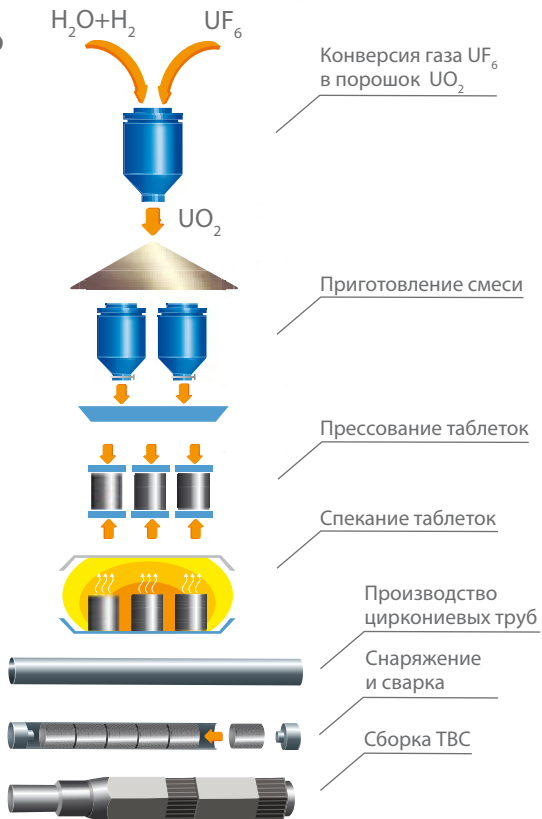 H₂O+H₂
UF₆
Конверсия газа UF₆
в порошок UO₂
UO₂
Приготовление смеси
Прессование таблеток
Спекание таблеток
Производство
циркониевых труб
Снаряжение
и сварка
Сборка ТВС